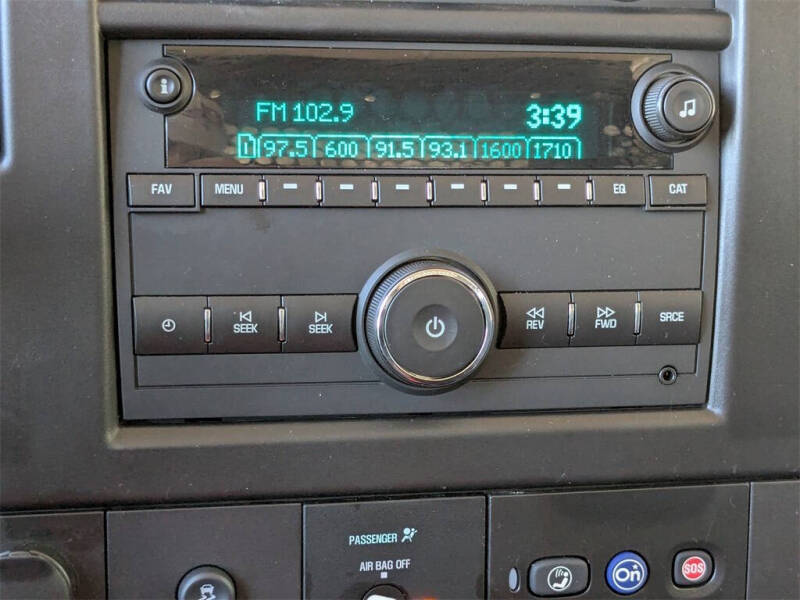 i
FM 102.9 3:39
1 97.5 600 91.5 93.1 1600 1710
FAV MENU EQ CAT
SEEK SEEK REV FWD SRCE
PASSENGER
AIR BAG OFF
On SOS